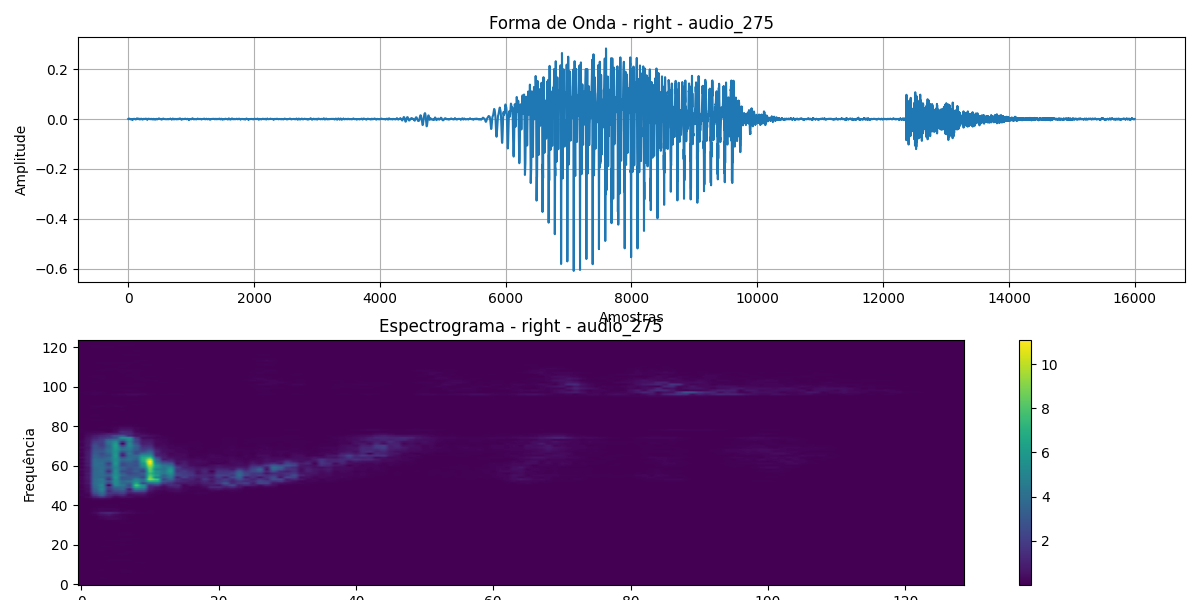 Forma de Onda - right - audio_275
0.2
0.0
−0.2
−0.4
−0.6
Amplitude
0 2000 4000 6000 8000 10000 12000 14000 16000
Amostras
Espectrograma - right - audio_275
120
100
80
60
40
20
0
Frequência
0 20 40 60 80 100 120
10
8
6
4
2